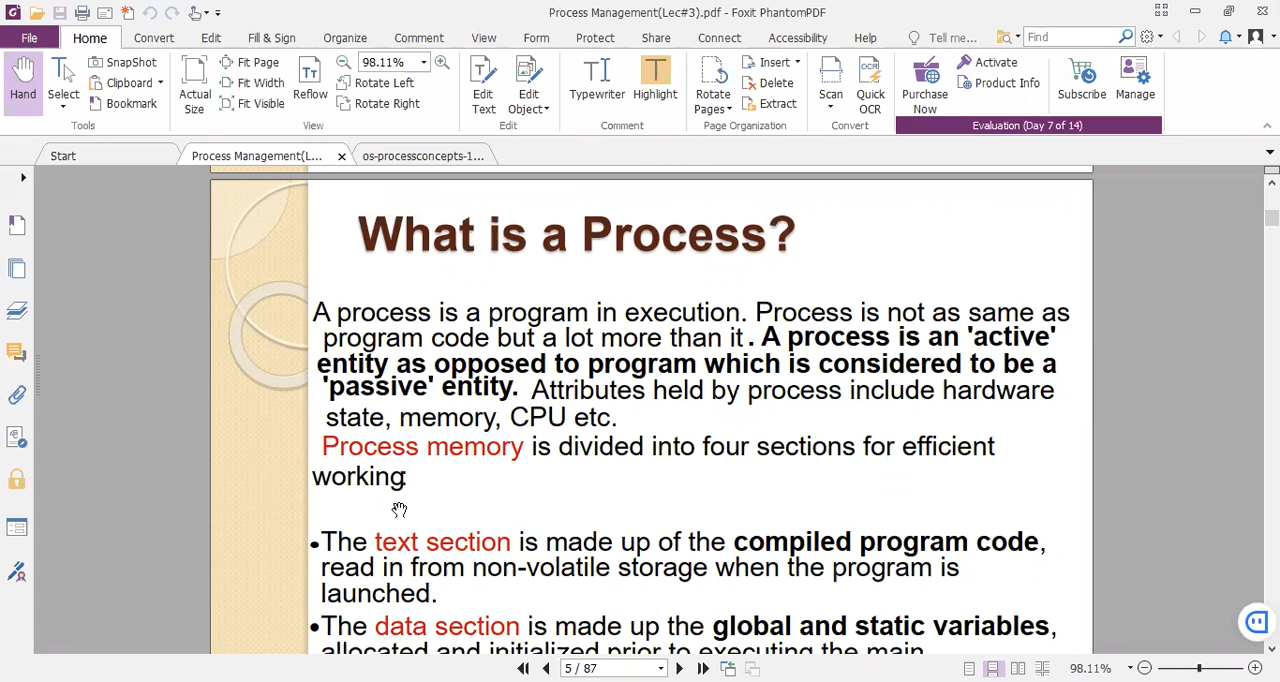 Process Management(Lec#3).pdf - Foxit PhantomPDF
File Home Convert Edit Fill & Sign Organize Comment View Form Protect Share Connect Accessibility Help Tell me... Find
Hand
Select
SnapShot
Clipboard
Bookmark
Tools
Actual Size
Fit Page
Fit Width
Fit Visible
Reflow
98.11%
Rotate Left
Rotate Right
View
Edit Text
Edit Object
Edit
Typewriter
Highlight
Comment
Rotate Pages
Insert
Delete
Extract
Page Organization
Scan
Quick OCR
Convert
Purchase Now
Activate
Product Info
Subscribe
Manage
Evaluation (Day 7 of 14)
Start
Process Management(L...
os-processconcepts-1...
What is a Process?
A process is a program in execution. Process is not as same as
program code but a lot more than it. A process is an 'active'
entity as opposed to program which is considered to be a
'passive' entity. Attributes held by process include hardware
state, memory, CPU etc.
Process memory is divided into four sections for efficient
working:
•The text section is made up of the compiled program code,
read in from non-volatile storage when the program is
launched.
•The data section is made up the global and static variables,
allocated and initialized prior to executing the main
5 / 87
98.11%